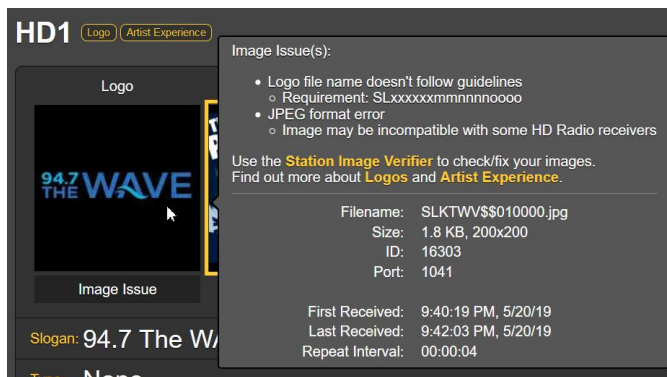 HD1 Logo Artist Experience
Image Issue(s):
Logo file name doesn't follow guidelines
Requirement: SLxxxxxxmmnnnnoooo
JPEG format error
Image may be incompatible with some HD Radio receivers
Use the Station Image Verifier to check/fix your images.
Find out more about Logos and Artist Experience.
Filename: SLKTWV$$010000.jpg
Size: 1.8 KB, 200x200
ID: 16303
Port: 1041
First Received: 9:40:19 PM, 5/20/19
Last Received: 9:42:03 PM, 5/20/19
Repeat Interval: 00:00:04
Logo
94.7
THE WAVE
Image Issue
Slogan: 94.7 The